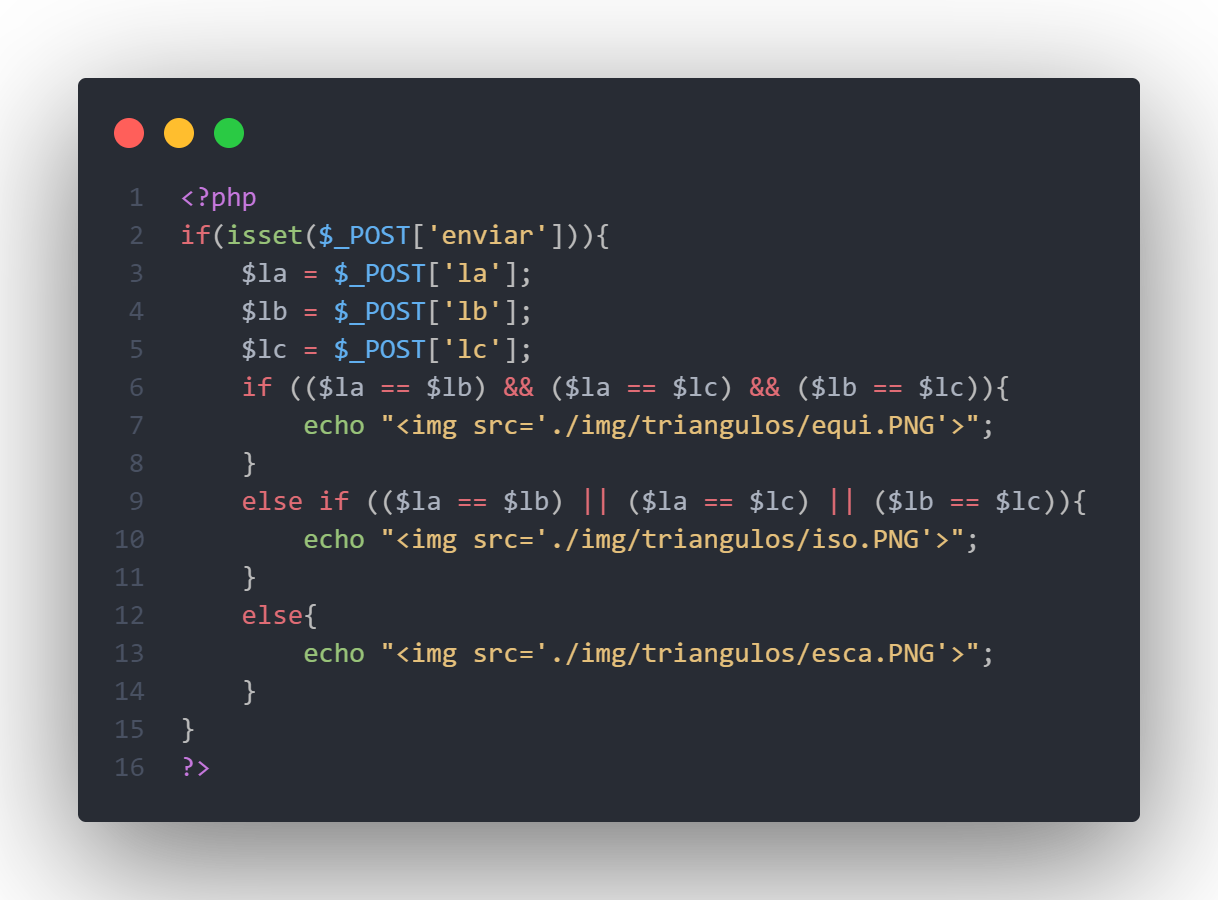 1 <?php
2 if(isset($_POST['enviar'])){
3     $la = $_POST['la'];
4     $lb = $_POST['lb'];
5     $lc = $_POST['lc'];
6     if (($la == $lb) && ($la == $lc) && ($lb == $lc)){
7         echo "<img src='./img/triangulos/equi.PNG'>";
8     }
9     else if (($la == $lb) || ($la == $lc) || ($lb == $lc)){
10         echo "<img src='./img/triangulos/iso.PNG'>";
11     }
12     else{
13         echo "<img src='./img/triangulos/esca.PNG'>";
14     }
15 }
16 ?>